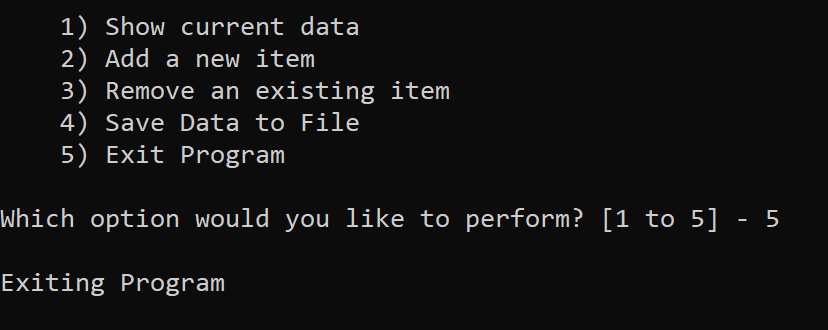 1) Show current data
2) Add a new item
3) Remove an existing item
4) Save Data to File
5) Exit Program
Which option would you like to perform? [1 to 5] - 5
Exiting Program